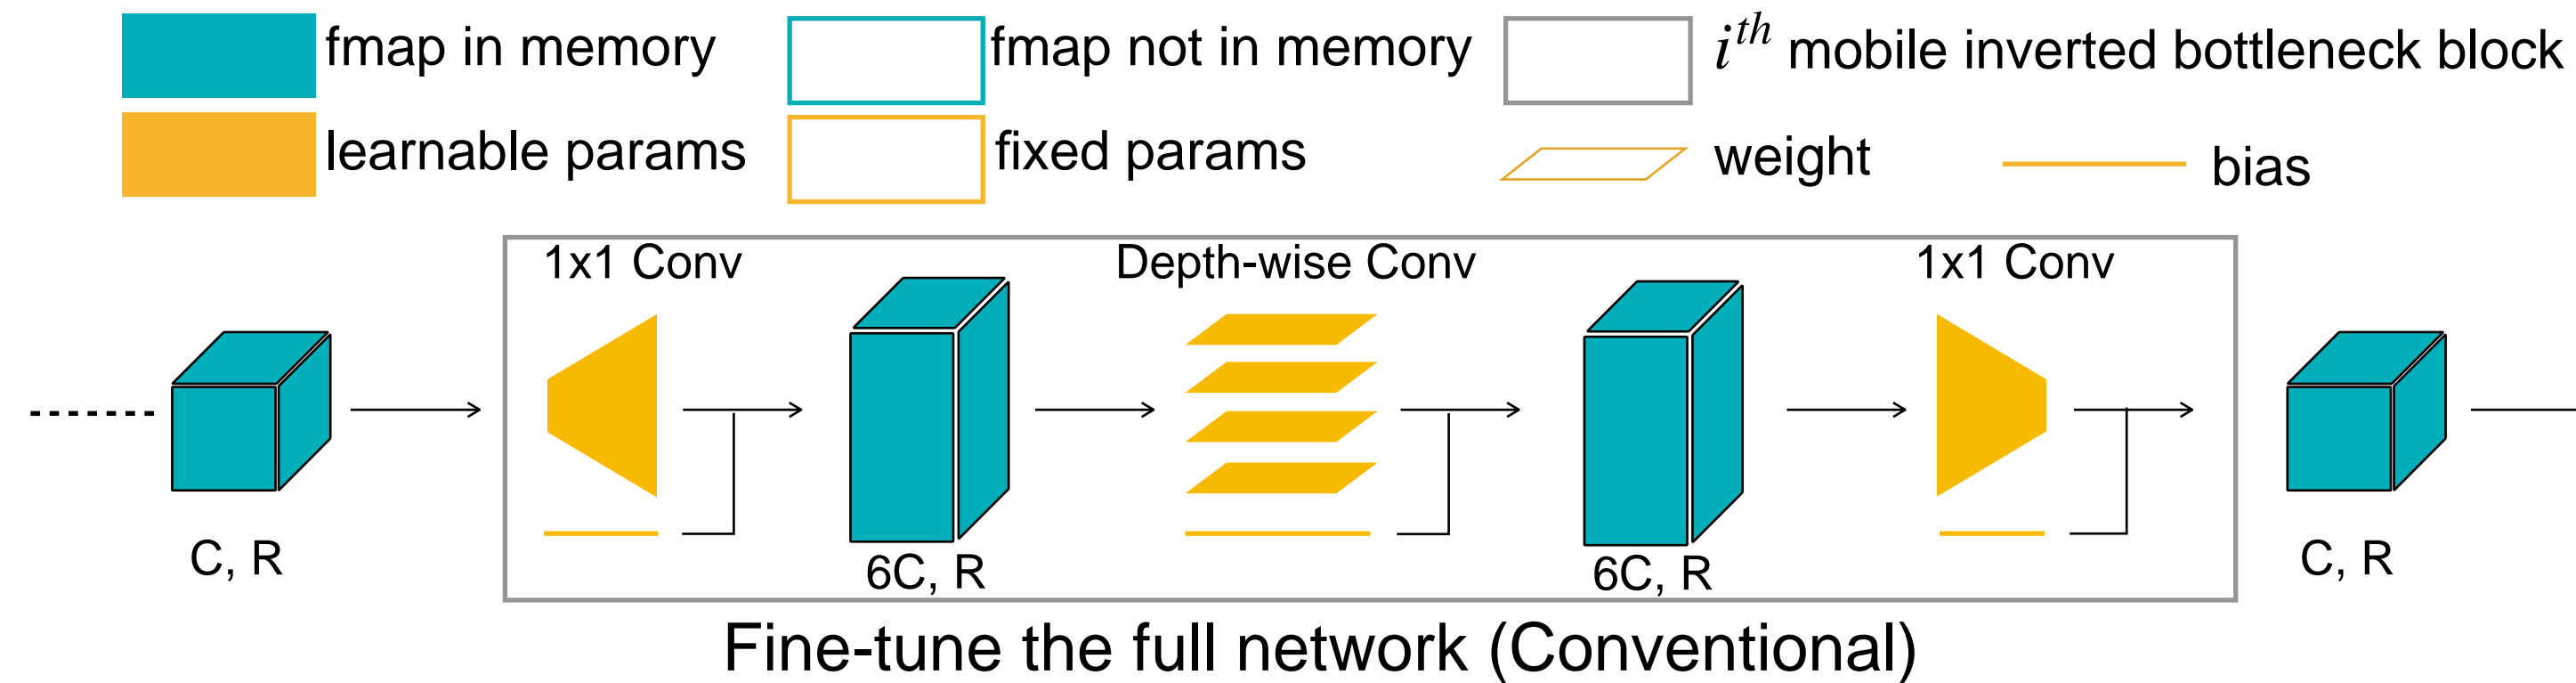 fmap in memory
fmap not in memory
i^th mobile inverted bottleneck block
learnable params
fixed params
weight
bias
1x1 Conv
Depth-wise Conv
1x1 Conv
C, R
6C, R
6C, R
C, R
Fine-tune the full network (Conventional)